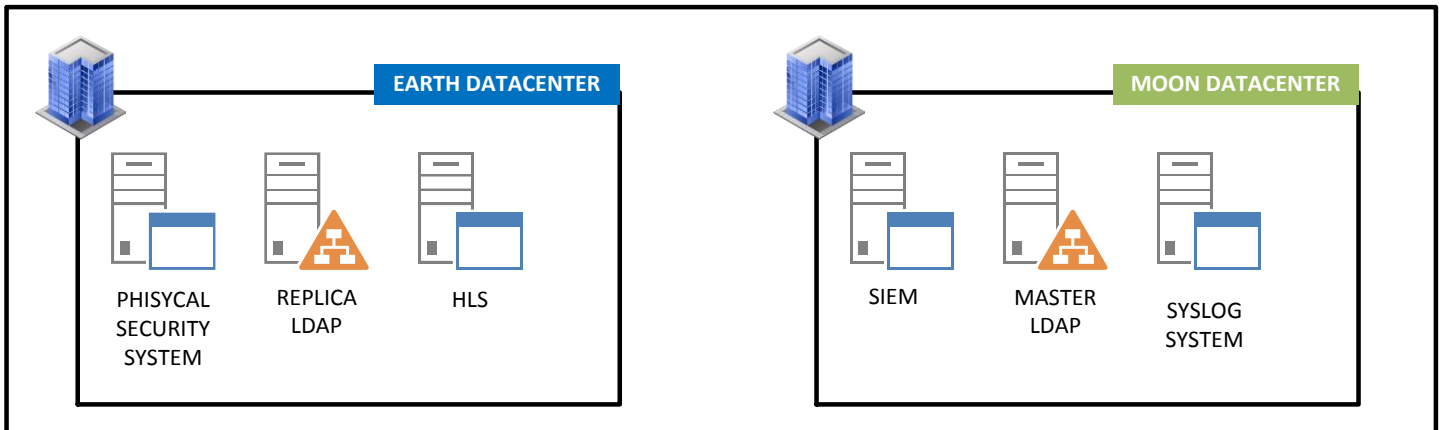 EARTH DATACENTER
PHISYCAL
SECURITY
SYSTEM
REPLICA
LDAP
HLS
MOON DATACENTER
SIEM
MASTER
LDAP
SYSLOG
SYSTEM